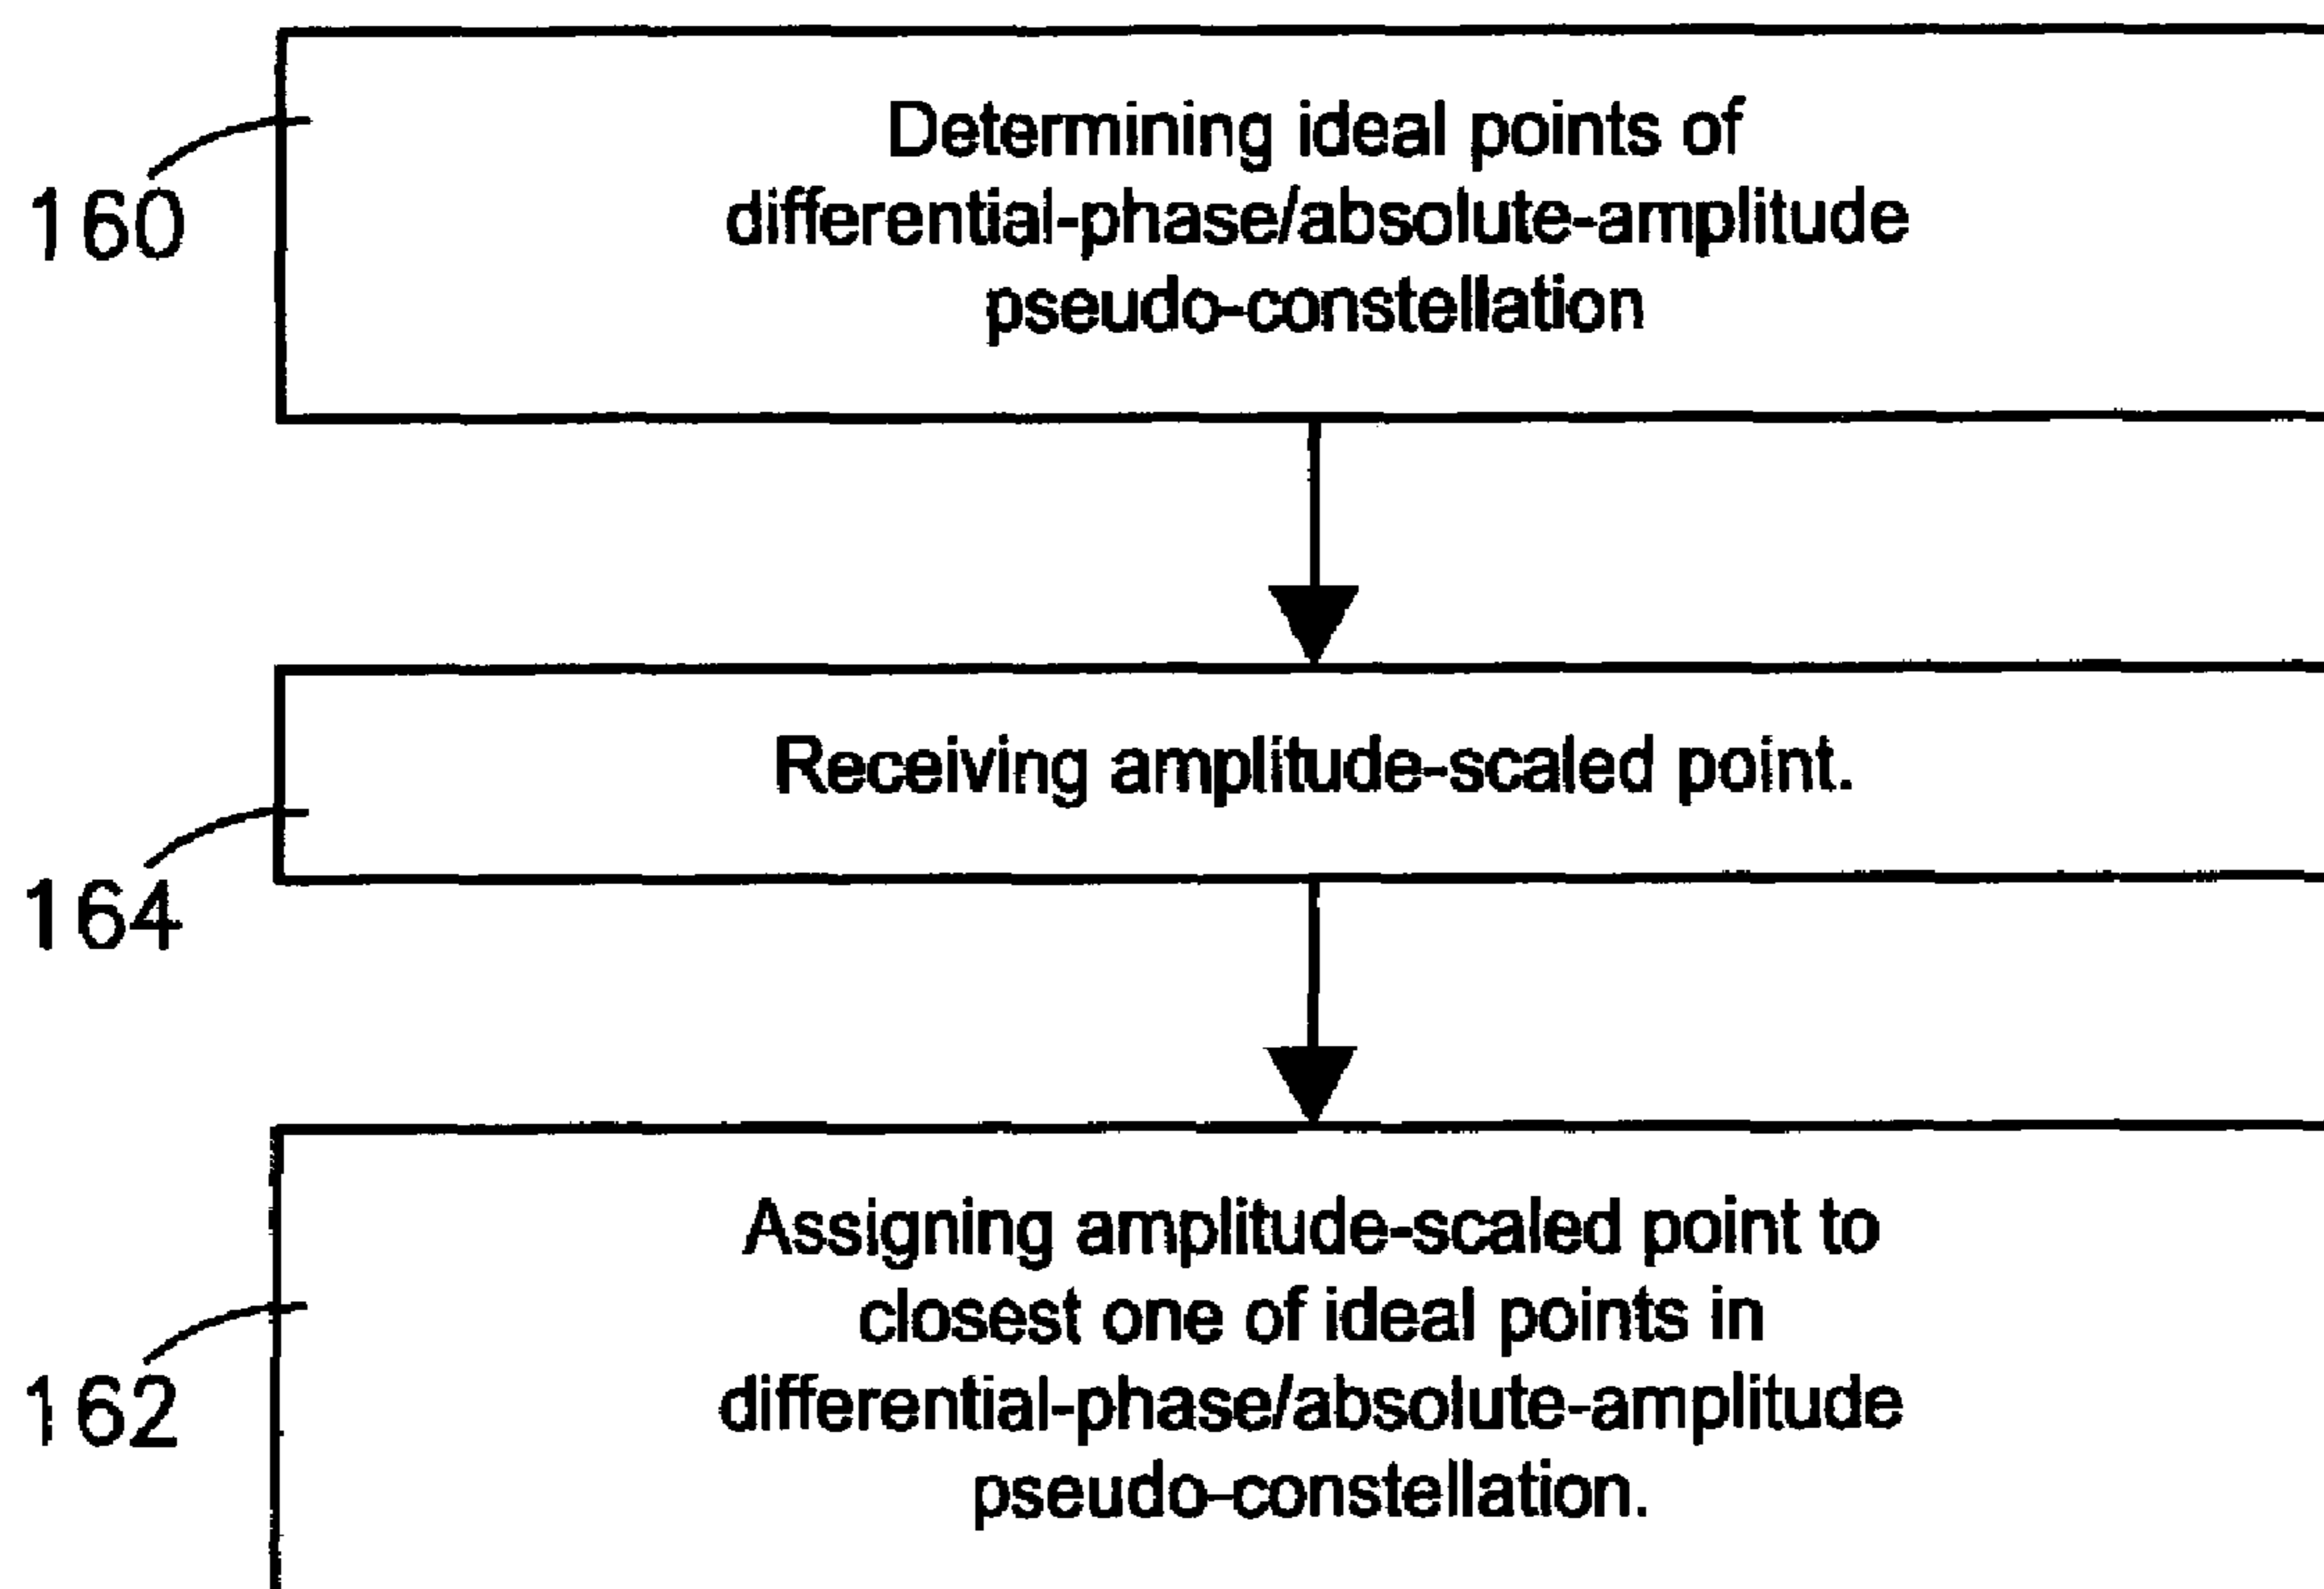 Determining ideal points of
differential-phase/absolute-amplitude
pseudo-constellation
160
Receiving amplitude-scaled point.
164
Assigning amplitude-scaled point to
closest one of ideal points in
differential-phase/absolute-amplitude
pseudo-constellation.
162